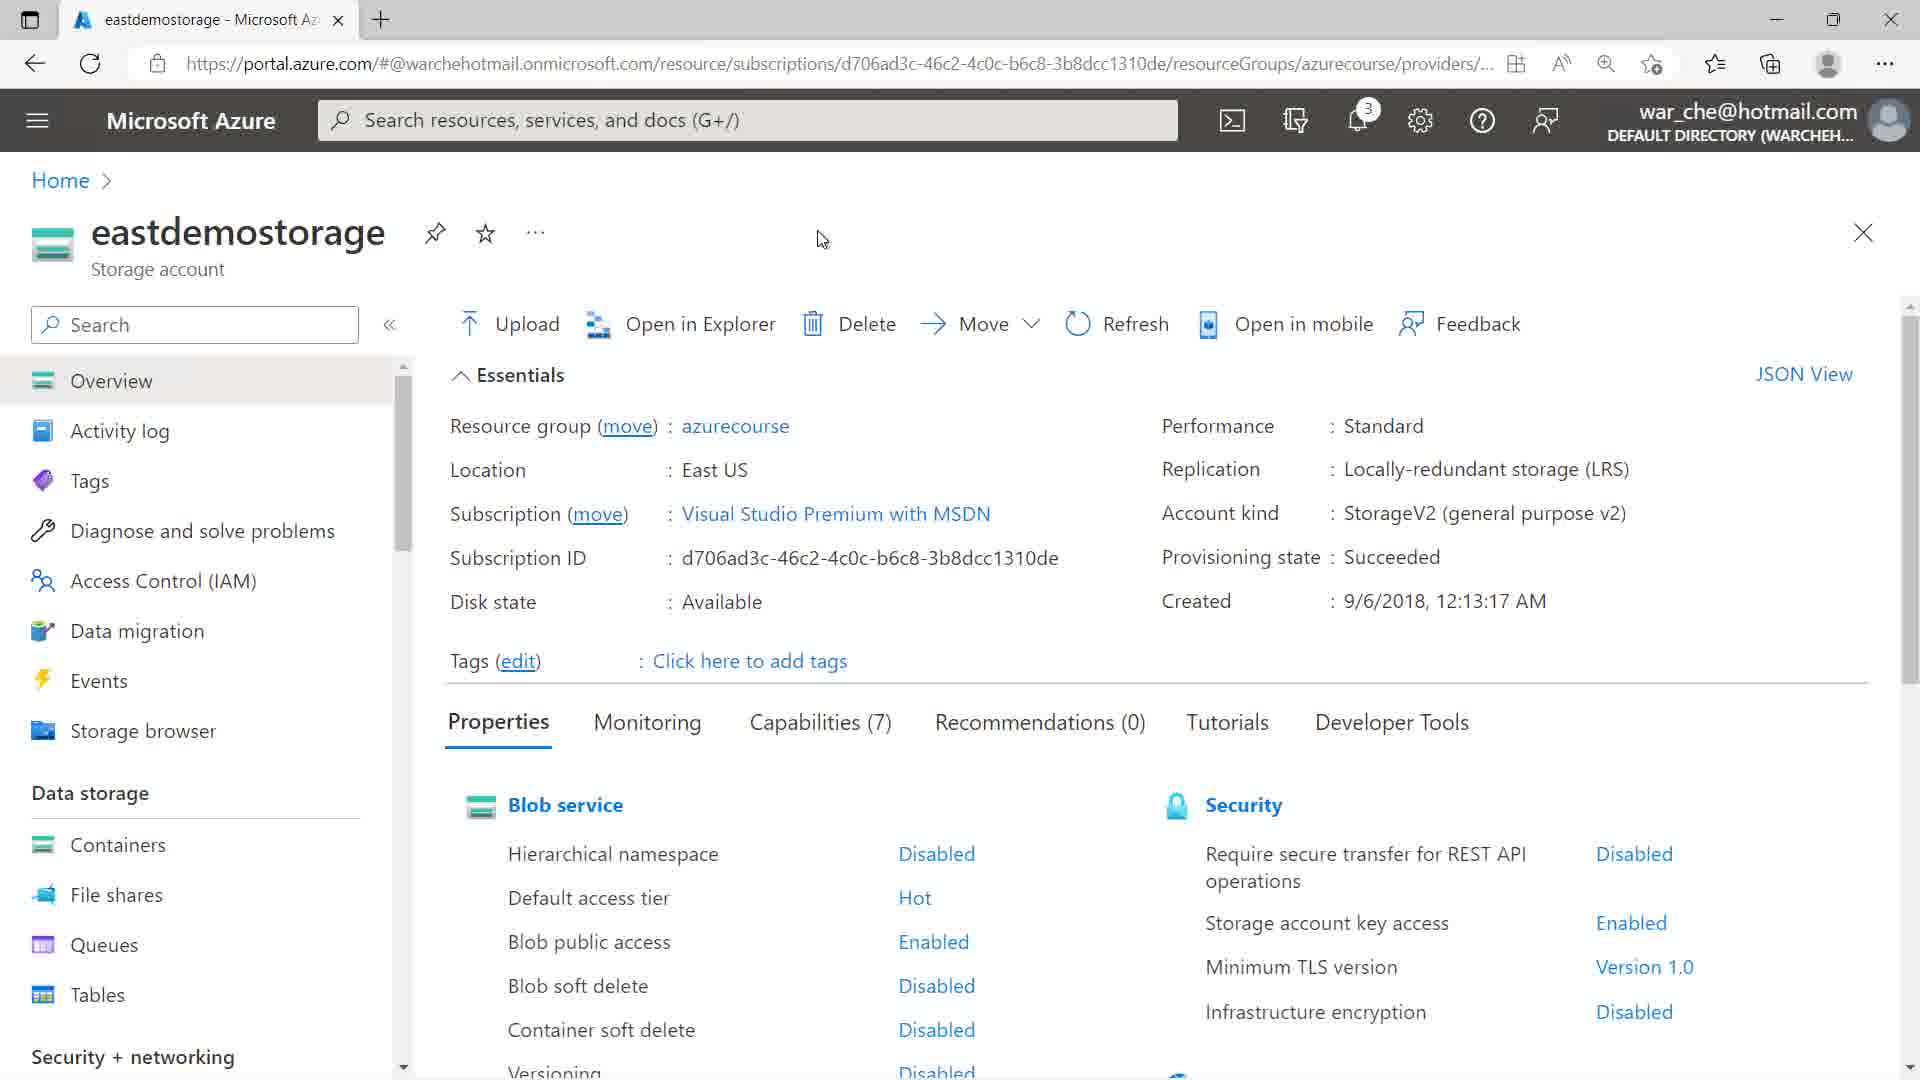 eastdemostorage - Microsoft Az
https://portal.azure.com/#@warchehotmail.onmicrosoft.com/resource/subscriptions/d706ad3c-46c2-4c0c-b6c8-3b8dcc1310de/resourceGroups/azurecourse/providers/...
Microsoft Azure
Search resources, services, and docs (G+/)
3
war_che@hotmail.com
DEFAULT DIRECTORY (WARCHEH...
Home
eastdemostorage
Storage account
Search
Upload
Open in Explorer
Delete
Move
Refresh
Open in mobile
Feedback
Overview
Activity log
Tags
Diagnose and solve problems
Access Control (IAM)
Data migration
Events
Storage browser
Data storage
Containers
File shares
Queues
Tables
Security + networking
Essentials
JSON View
Resource group (move) : azurecourse
Location : East US
Subscription (move) : Visual Studio Premium with MSDN
Subscription ID : d706ad3c-46c2-4c0c-b6c8-3b8dcc1310de
Disk state : Available
Performance : Standard
Replication : Locally-redundant storage (LRS)
Account kind : StorageV2 (general purpose v2)
Provisioning state : Succeeded
Created : 9/6/2018, 12:13:17 AM
Tags (edit) : Click here to add tags
Properties
Monitoring
Capabilities (7)
Recommendations (0)
Tutorials
Developer Tools
Blob service
Hierarchical namespace Disabled
Default access tier Hot
Blob public access Enabled
Blob soft delete Disabled
Container soft delete Disabled
Versioning Disabled
Security
Require secure transfer for REST API Disabled
operations
Storage account key access Enabled
Minimum TLS version Version 1.0
Infrastructure encryption Disabled